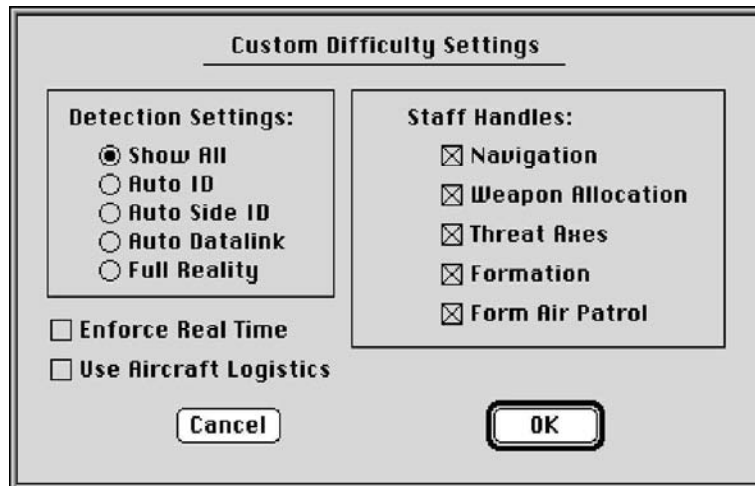 Custom Difficulty Settings
Detection Settings:
Show All
Auto ID
Auto Side ID
Auto Datalink
Full Reality
Enforce Real Time
Use Aircraft Logistics
Staff Handles:
Navigation
Weapon Allocation
Threat Axes
Formation
Form Air Patrol
Cancel
OK